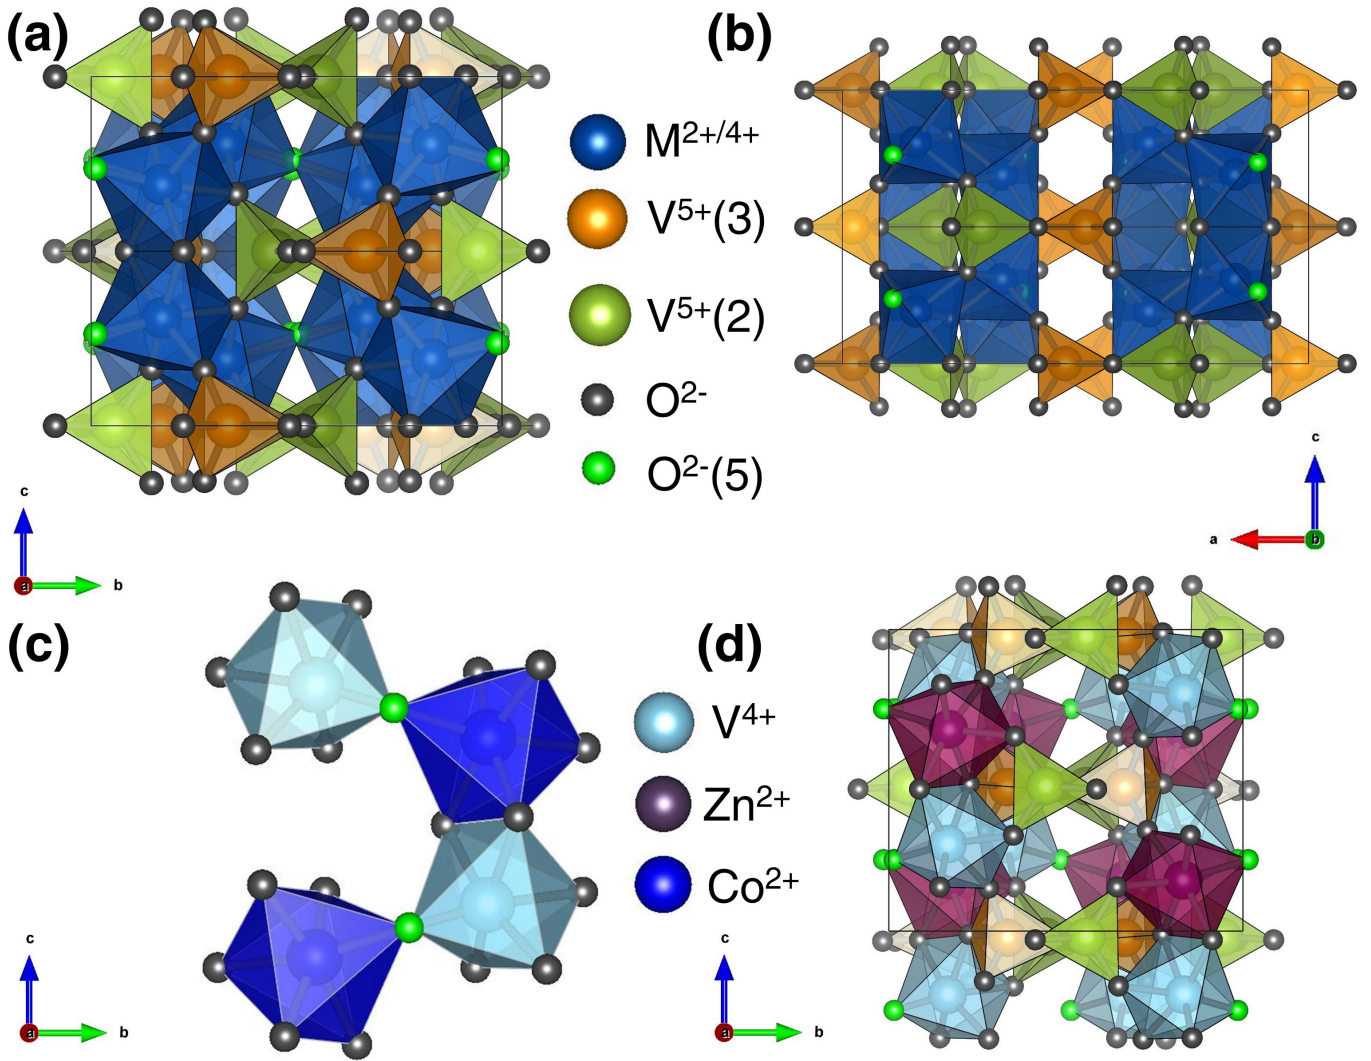 (a)
(b)
M²⁺/⁴⁺
V⁵⁺(3)
V⁵⁺(2)
O²⁻
O²⁻(5)
c
a
b
c
a
b
(c)
(d)
V⁴⁺
Zn²⁺
Co²⁺
c
a
b
c
a
b